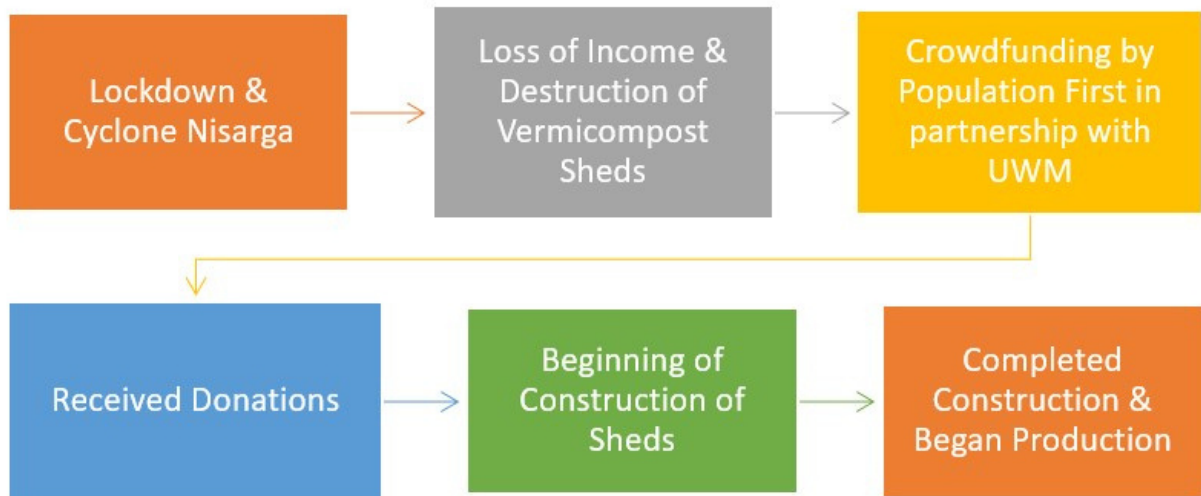 Lockdown &
Cyclone Nisarga
Loss of Income &
Destruction of
Vermicompost
Sheds
Crowdfunding by
Population First in
partnership with
UWM
Received Donations
Beginning of
Construction of
Sheds
Completed
Construction &
Began Production